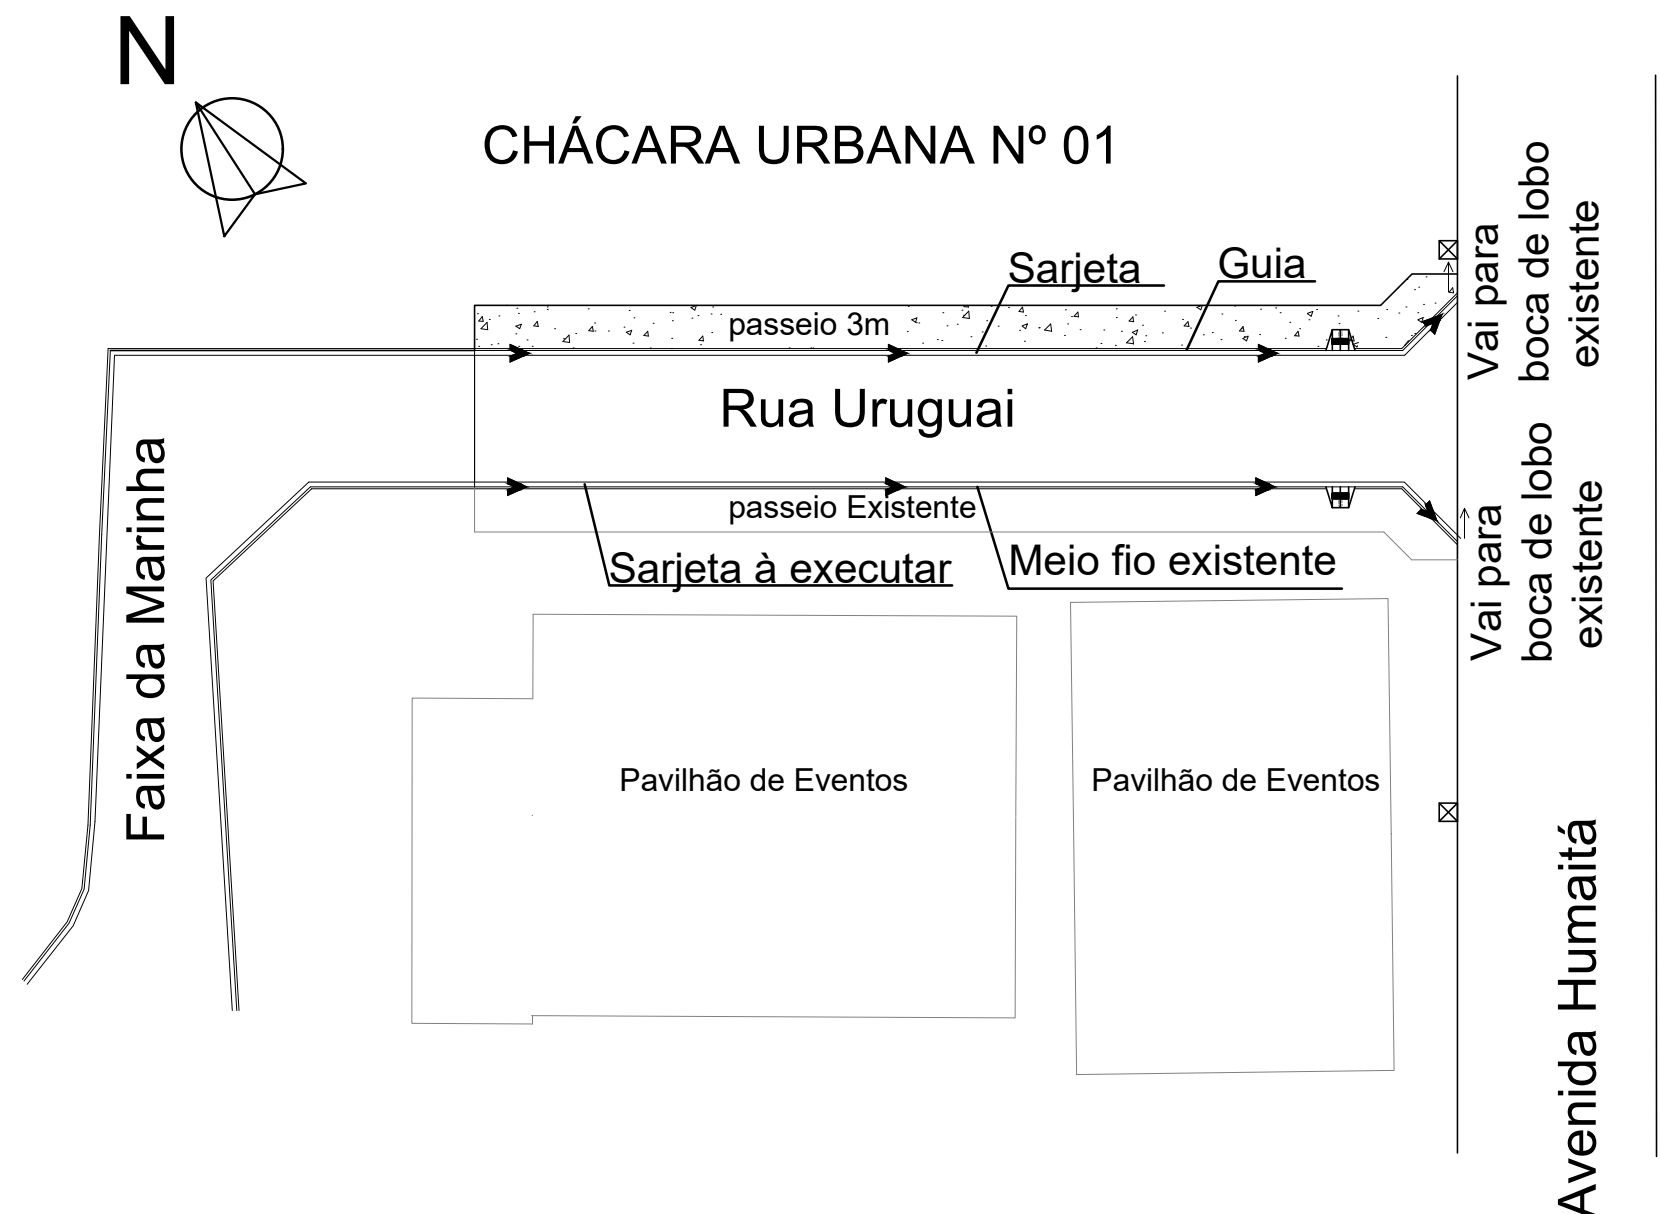 N
CHÁCARA URBANA Nº 01
Sarjeta
Guia
passeio 3m
Rua Uruguai
passeio Existente
Sarjeta à executar
Meio fio existente
Vai para
boca de lobo
existente
Vai para
boca de lobo
existente
Faixa da Marinha
Pavilhão de Eventos
Pavilhão de Eventos
Avenida Humaitá